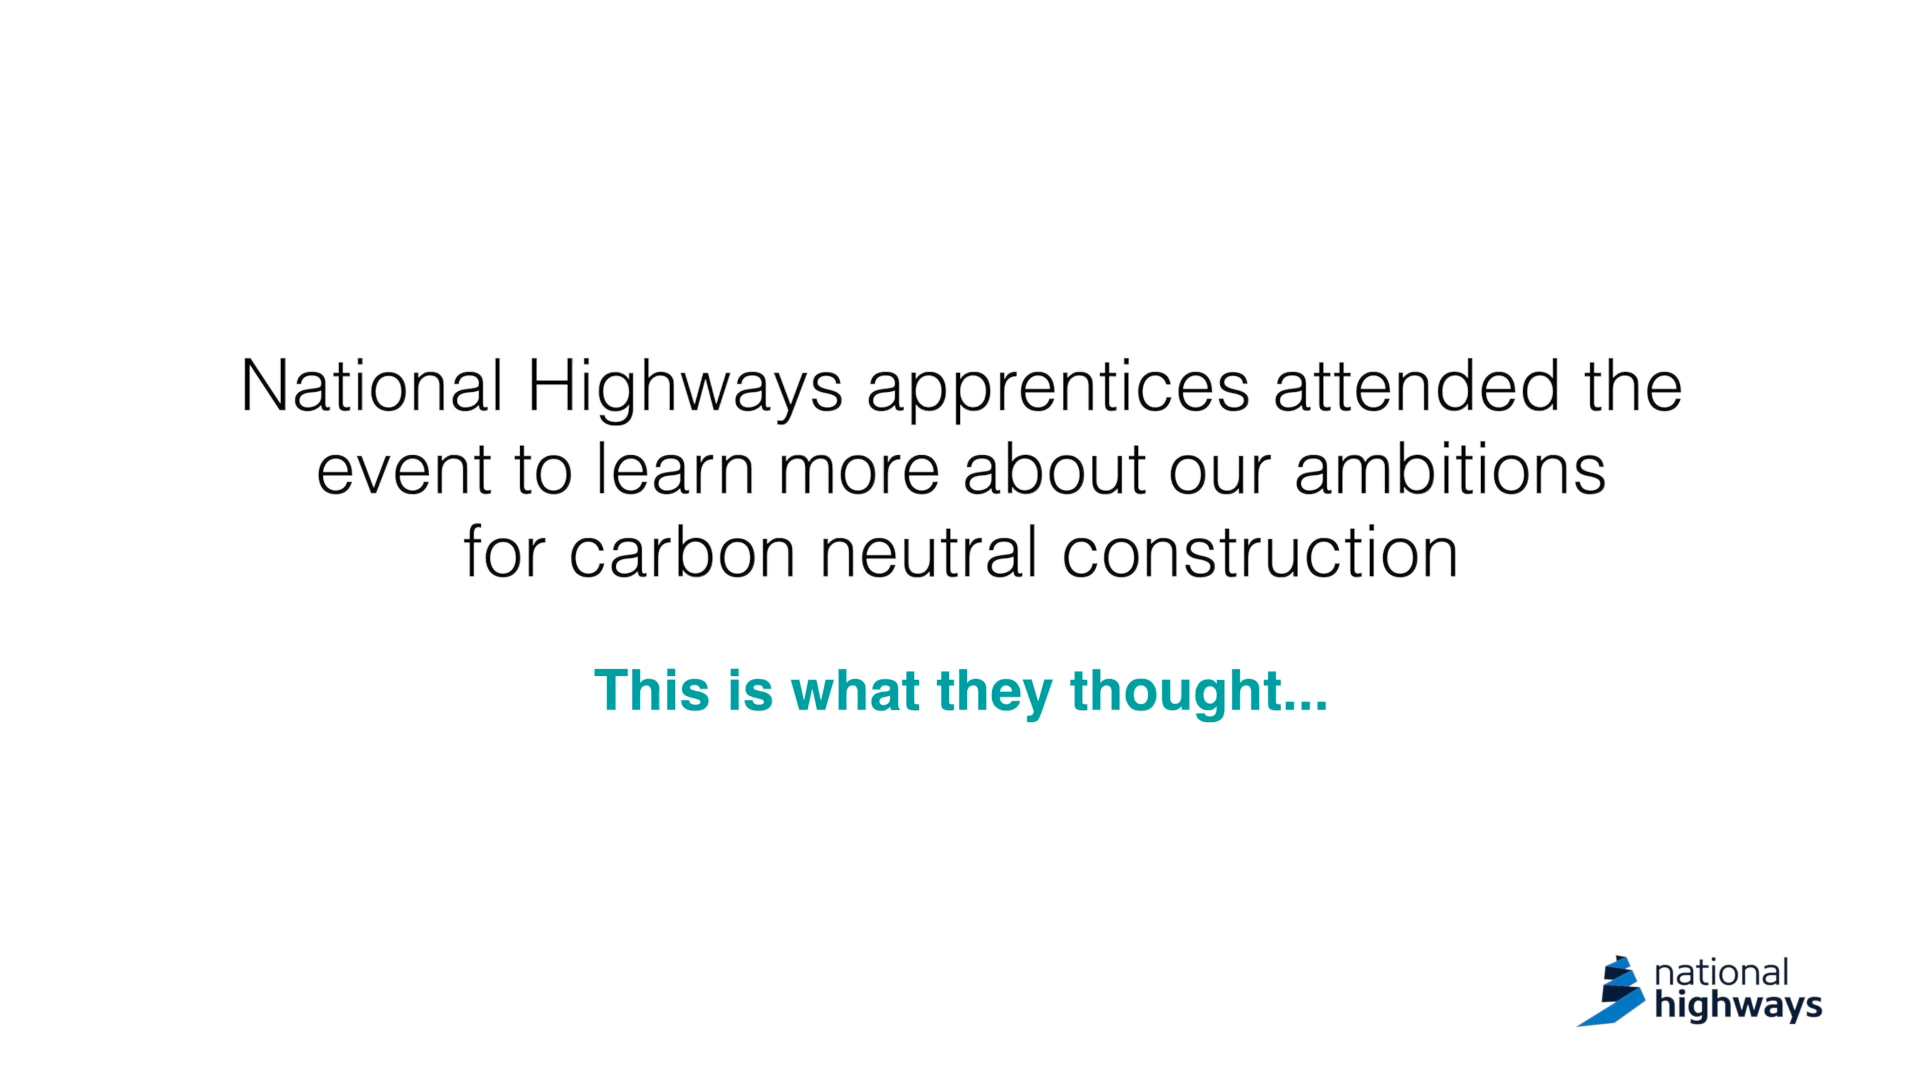 National Highways apprentices attended the
event to learn more about our ambitions
for carbon neutral construction
This is what they thought...
national
highways